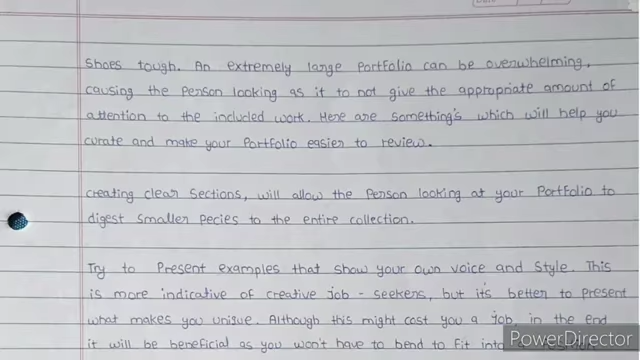 shoes tough. An extremely large portfolio can be overwhelming,
causing the person looking as it to not give the appropriate amount of
attention to the included work. Here are something's which will help you
curate and make your portfolio easier to review.
creating clear sections, will allow the person looking at your portfolio to
digest smaller pecies to the entire collection.
Try to present examples that show your own voice and style. This
is more indicative of creative job - seekers, but it's better to present
what makes you unique. Although this might cost you a job, in the end
it will be beneficial as you won't have to bend to fit into
PowerDirector